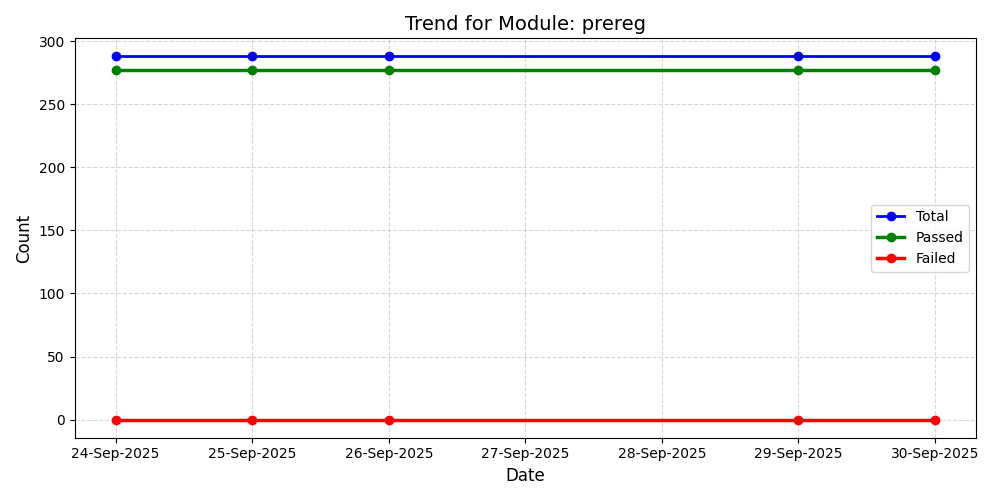 Trend for Module: prereg
300
250
200
150
100
50
0
Count
Total
Passed
Failed
24-Sep-2025
25-Sep-2025
26-Sep-2025
27-Sep-2025
28-Sep-2025
29-Sep-2025
30-Sep-2025
Date